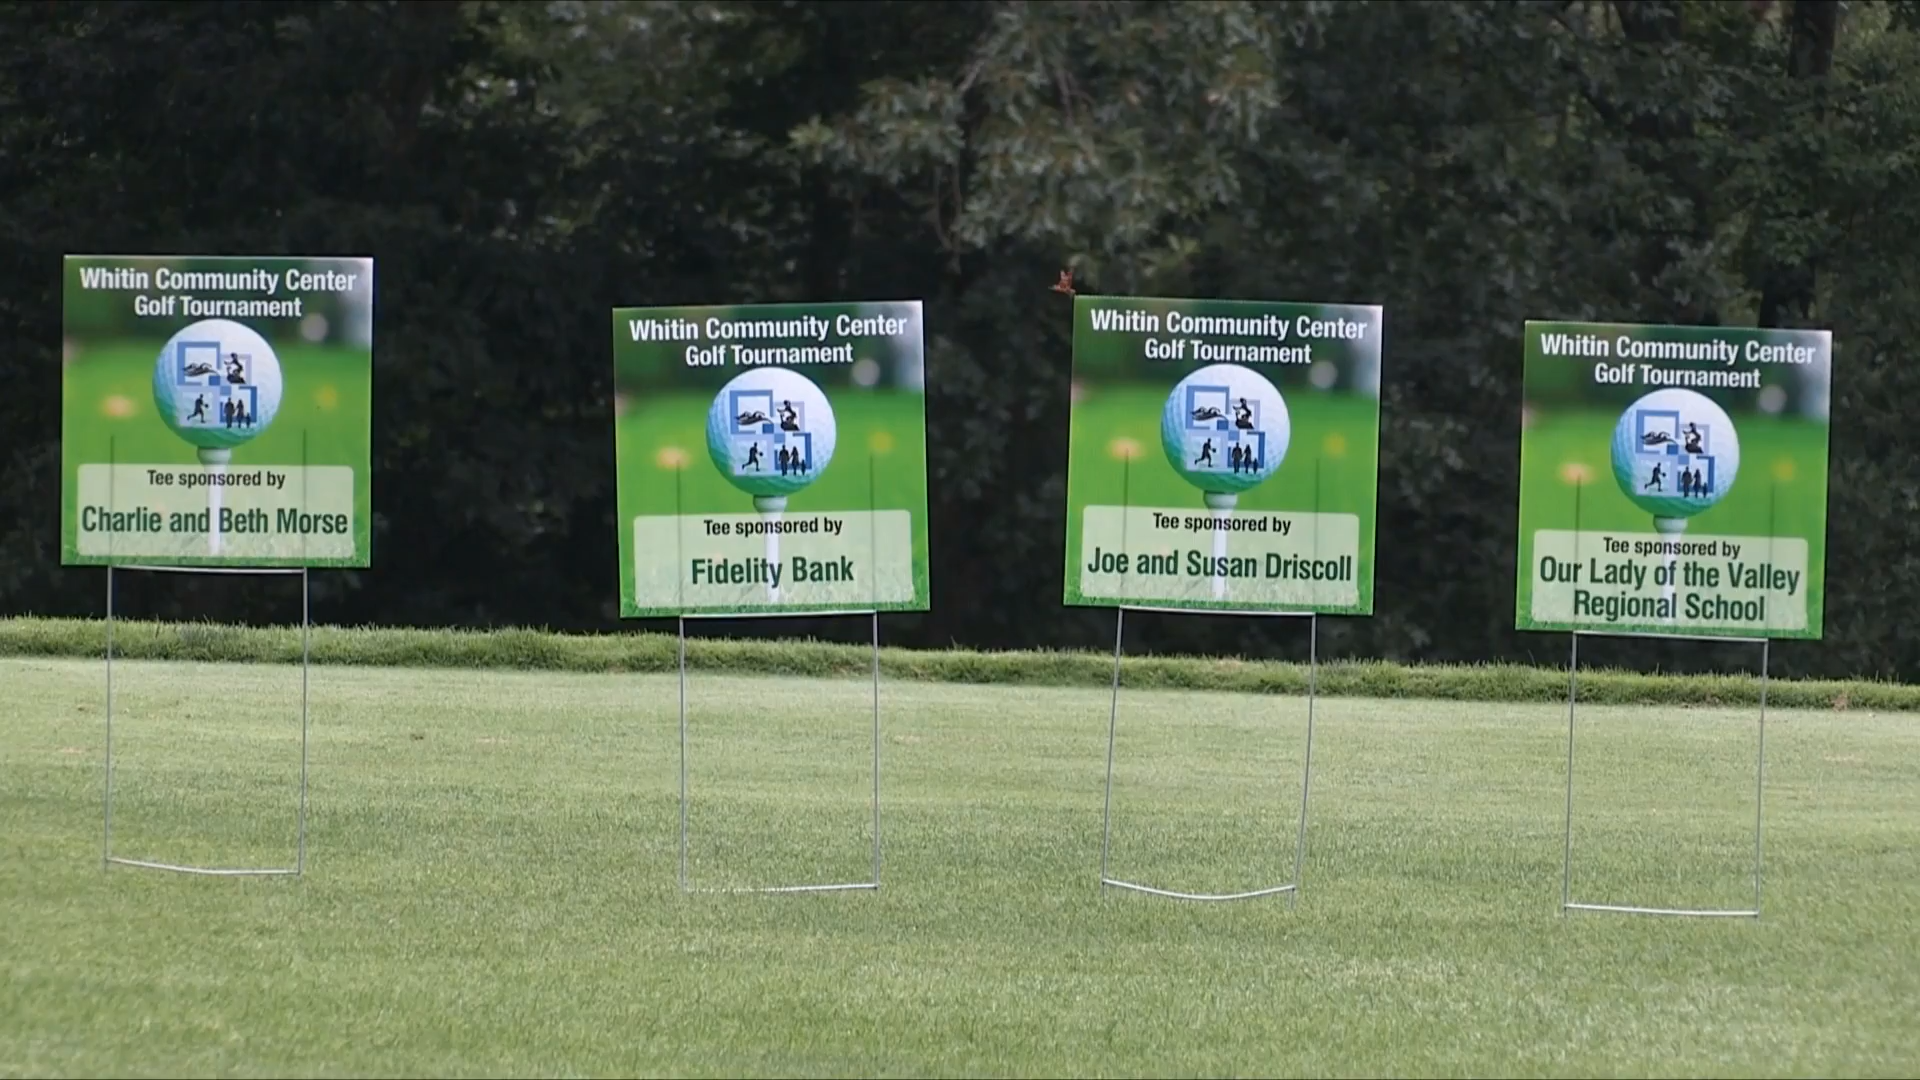 Whitin Community Center
Golf Tournament
Tee sponsored by
Charlie and Beth Morse
Whitin Community Center
Golf Tournament
Tee sponsored by
Fidelity Bank
Whitin Community Center
Golf Tournament
Tee sponsored by
Joe and Susan Driscoll
Whitin Community Center
Golf Tournament
Tee sponsored by
Our Lady of the Valley
Regional School